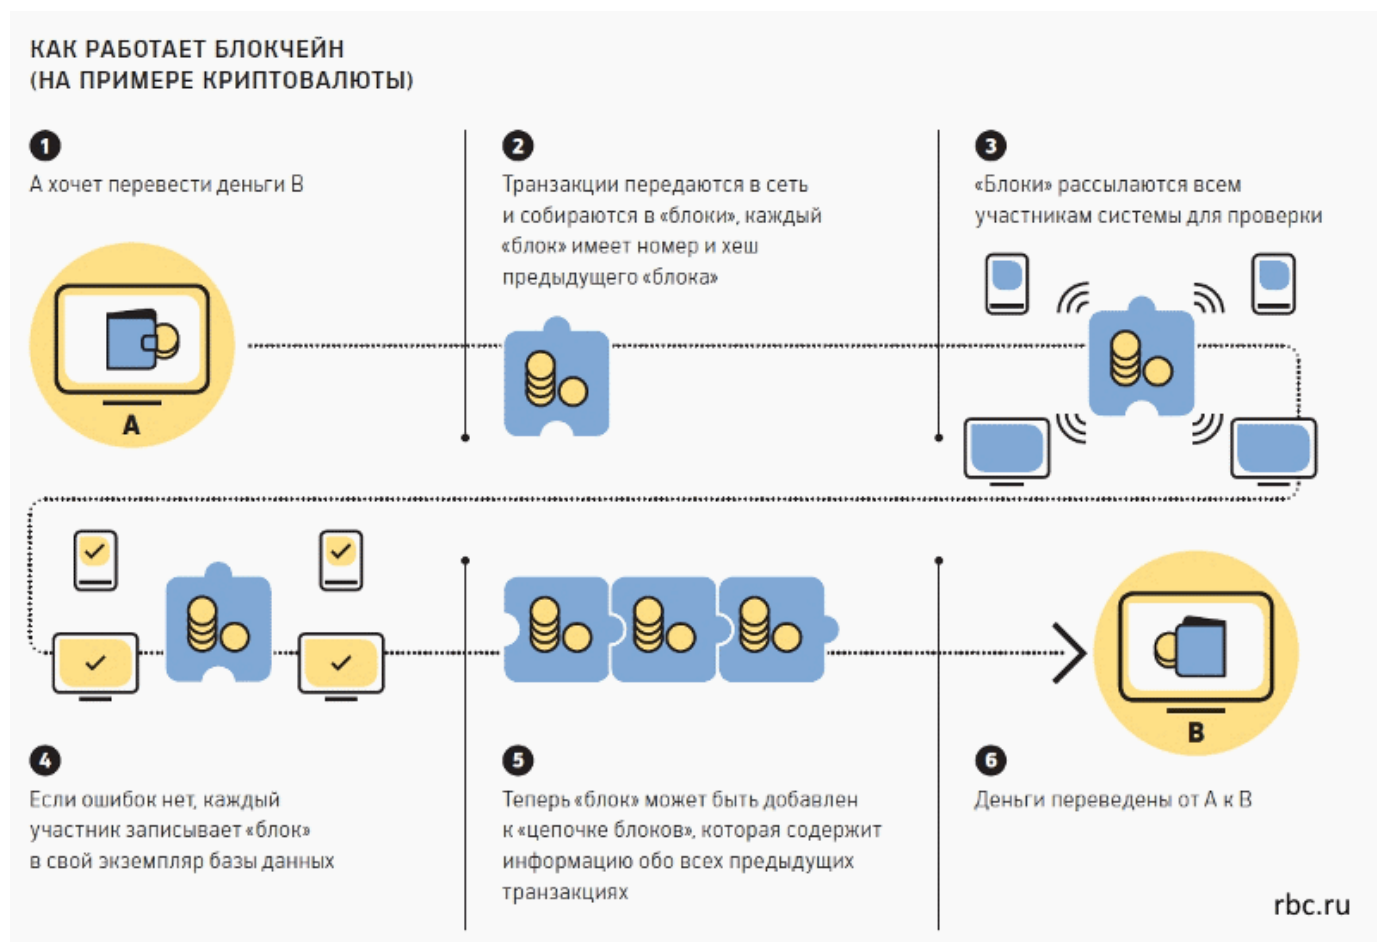 КАК РАБОТАЕТ БЛОКЧЕЙН
(НА ПРИМЕРЕ КРИПТОВАЛЮТЫ)
1
А хочет перевести деньги В
2
Транзакции передаются в сеть
и собираются в «блоки», каждый
«блок» имеет номер и хеш
предыдущего «блока»
3
«Блоки» рассылаются всем
участникам системы для проверки
A
B
4
Если ошибок нет, каждый
участник записывает «блок»
в свой экземпляр базы данных
5
Теперь «блок» может быть добавлен
к «цепочке блоков», которая содержит
информацию обо всех предыдущих
транзакциях
6
Деньги переведены от А к В
rbc.ru